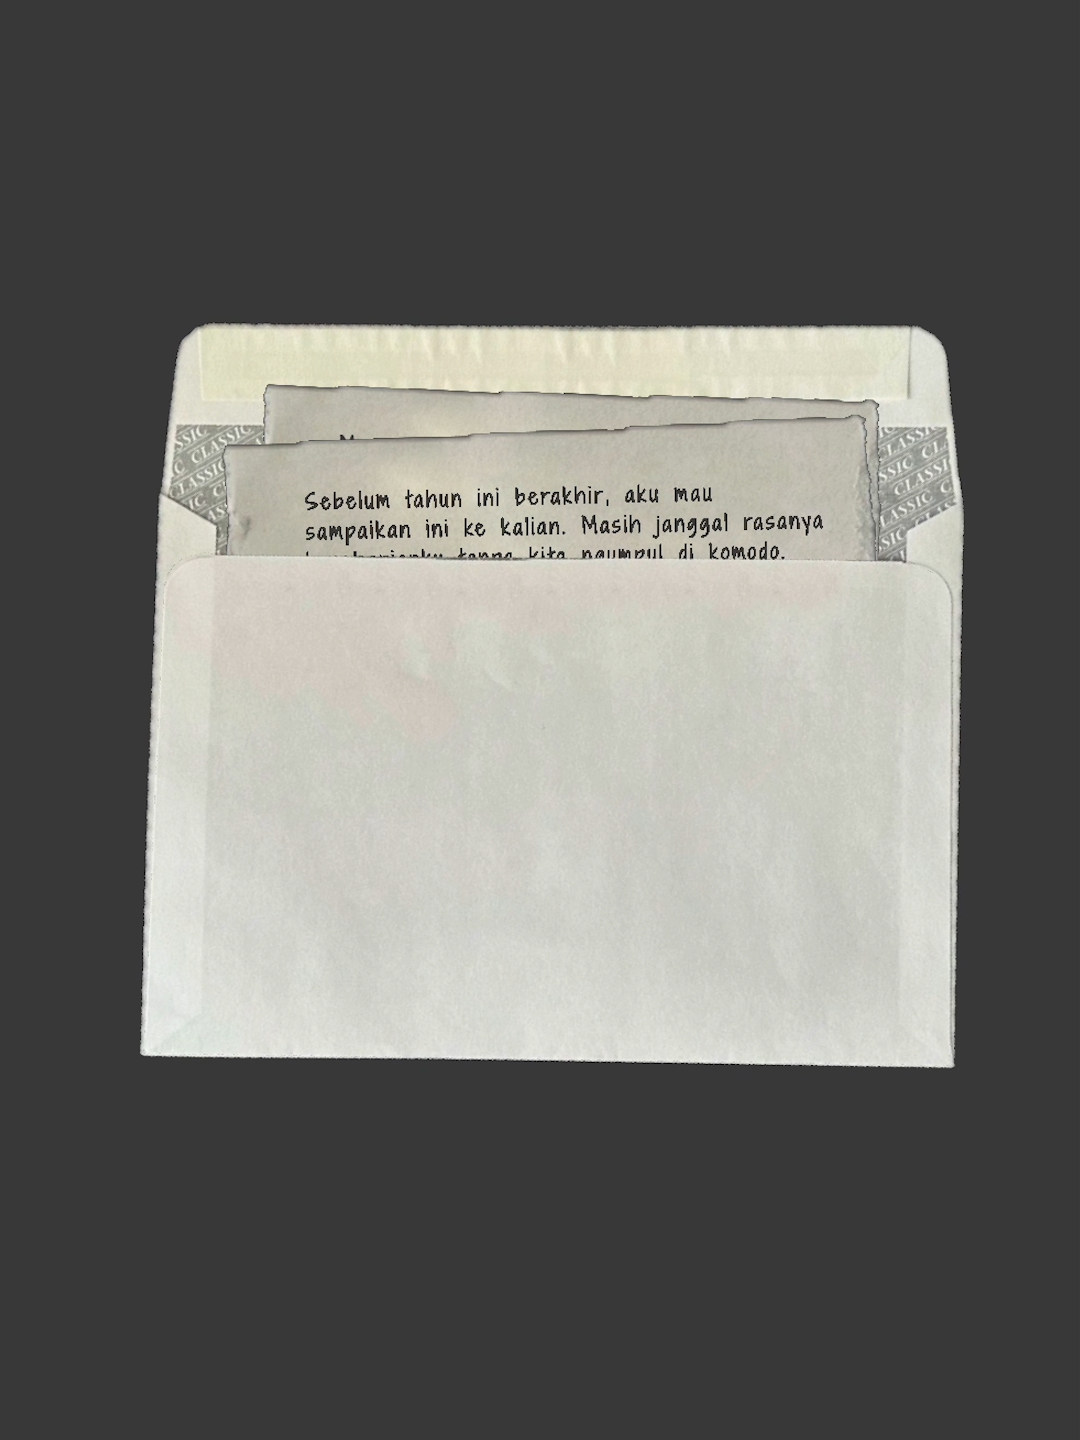 M
Sebelum tahun ini berakhir, aku mau
sampaikan ini ke kalian. Masih janggal rasanya
tanpa kita ngumpul di komodo.
CLASSIC CLASSIC
CLASSIC
CLASSIC